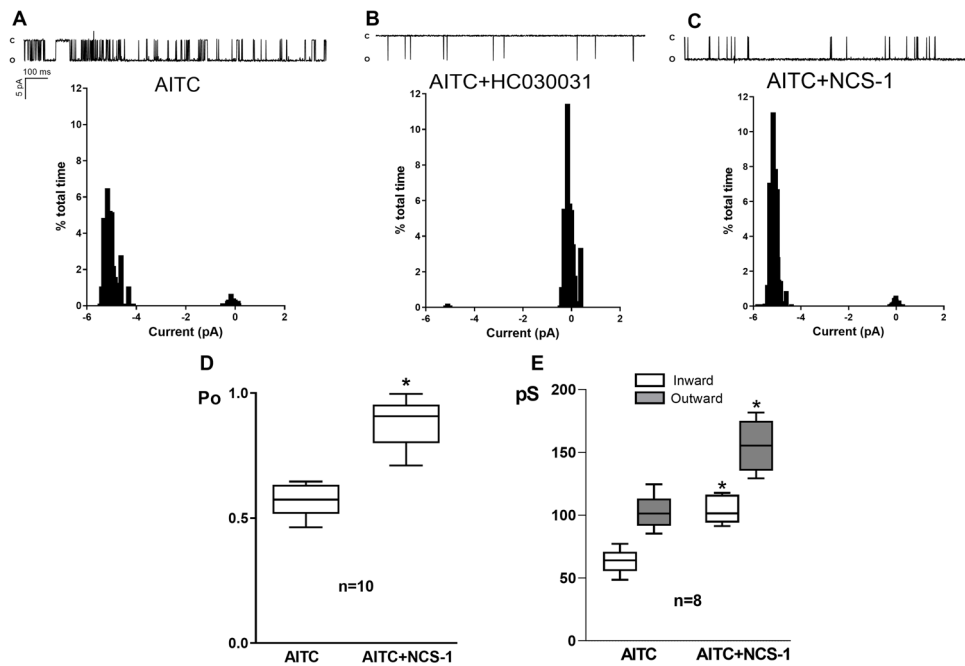 A
C
O
100 ms
5 pA
AITC
12
10
8
6
4
2
0
% total time
-6
-4
-2
0
2
Current (pA)
B
C
O
AITC+HC030031
12
10
8
6
4
2
0
% total time
-6
-4
-2
0
2
Current (pA)
C
C
O
AITC+NCS-1
12
10
8
6
4
2
0
% total time
-6
-4
-2
0
2
Current (pA)
D
Po
1.0
0.5
0.0
*
n=10
AITC
AITC+NCS-1
E
pS
Inward
Outward
200
150
100
50
0
*
*
n=8
AITC
AITC+NCS-1